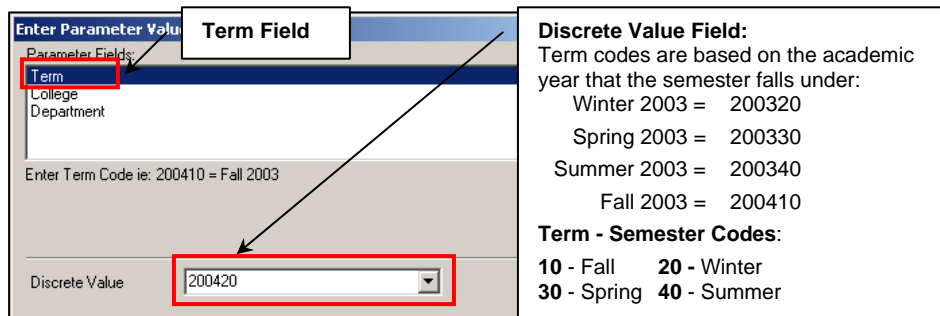 Enter Parameter Valu
Term Field
Parameter Fields:
Term
College
Department
Enter Term Code ie: 200410 = Fall 2003
Discrete Value
200420
Discrete Value Field:
Term codes are based on the academic
year that the semester falls under:
Winter 2003 = 200320
Spring 2003 = 200330
Summer 2003 = 200340
Fall 2003 = 200410
Term - Semester Codes:
10 - Fall 20 - Winter
30 - Spring 40 - Summer